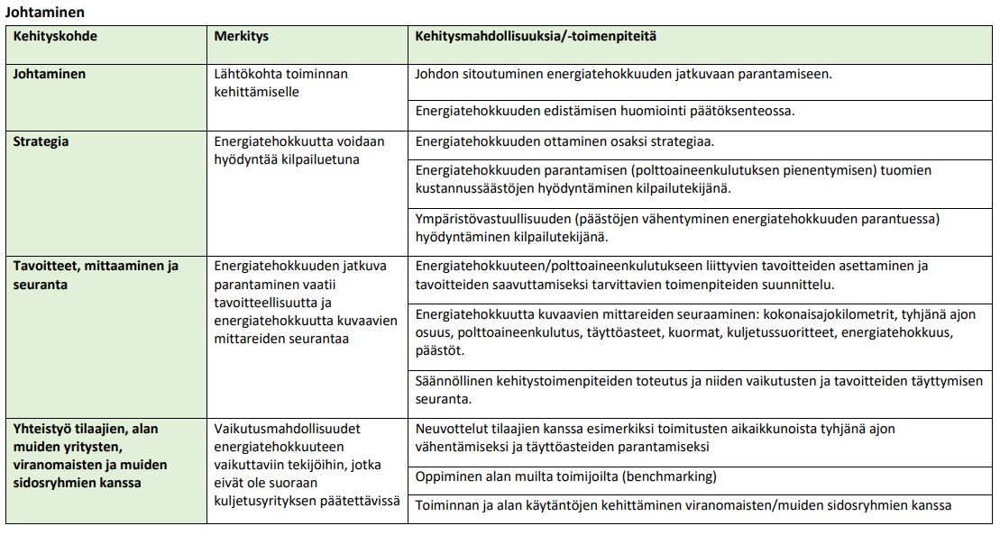 Johtaminen
Kehityskohde
Merkitys
Kehitysmahdollisuuksia/-toimenpiteitä
Johtaminen
Lähtökohta toiminnan
kehittämiselle
Johdon sitoutuminen energiatehokkuuden jatkuvaan parantamiseen.
Energiatehokkuuden edistämisen huomiointi päätöksenteossa.
Strategia
Energiatehokkuutta voidaan
hyödyntää kilpailuetuna
Energiatehokkuuden ottaminen osaksi strategiaa.
Energiatehokkuuden parantamisen (polttoaineenkulutuksen pienentymisen) tuomien
kustannussäästöjen hyödyntäminen kilpailutekijänä.
Ympäristövastuullisuuden (päästöjen vähentyminen energiatehokkuuden parantuessa)
hyödyntäminen kilpailutekijänä.
Tavoitteet, mittaaminen ja
seuranta
Energiatehokkuuden jatkuva
parantaminen vaatii
tavoitteellisuutta ja
energiatehokkuutta kuvaavien
mittareiden seurantaa
Energiatehokkuuteen/polttoaineenkulutukseen liittyvien tavoitteiden asettaminen ja
tavoitteiden saavuttamiseksi tarvittavien toimenpiteiden suunnittelu.
Energiatehokkuutta kuvaavien mittareiden seuraaminen: kokonaisajokilometrit, tyhjänä ajon
osuus, polttoaineenkulutus, täyttöasteet, kuormat, kuljetussuoritteet, energiatehokkuus,
päästöt.
Säännöllinen kehitystoimenpiteiden toteutus ja niiden vaikutusten ja tavoitteiden täyttymisen
seuranta.
Yhteistyö tilaajien, alan
muiden yritysten,
viranomaisten ja muiden
sidosryhmien kanssa
Vaikutusmahdollisuudet
energiatehokkuuteen
vaikuttaviin tekijöihin, jotka
eivät ole suoraan
kuljetusyrityksen päätettävissä
Neuvottelut tilaajien kanssa esimerkiksi toimitusten aikaikkunoista tyhjänä ajon
vähentämiseksi ja täyttöasteiden parantamiseksi
Oppiminen alan muilta toimijoilta (benchmarking)
Toiminnan ja alan käytäntöjen kehittäminen viranomaisten/muiden sidosryhmien kanssa